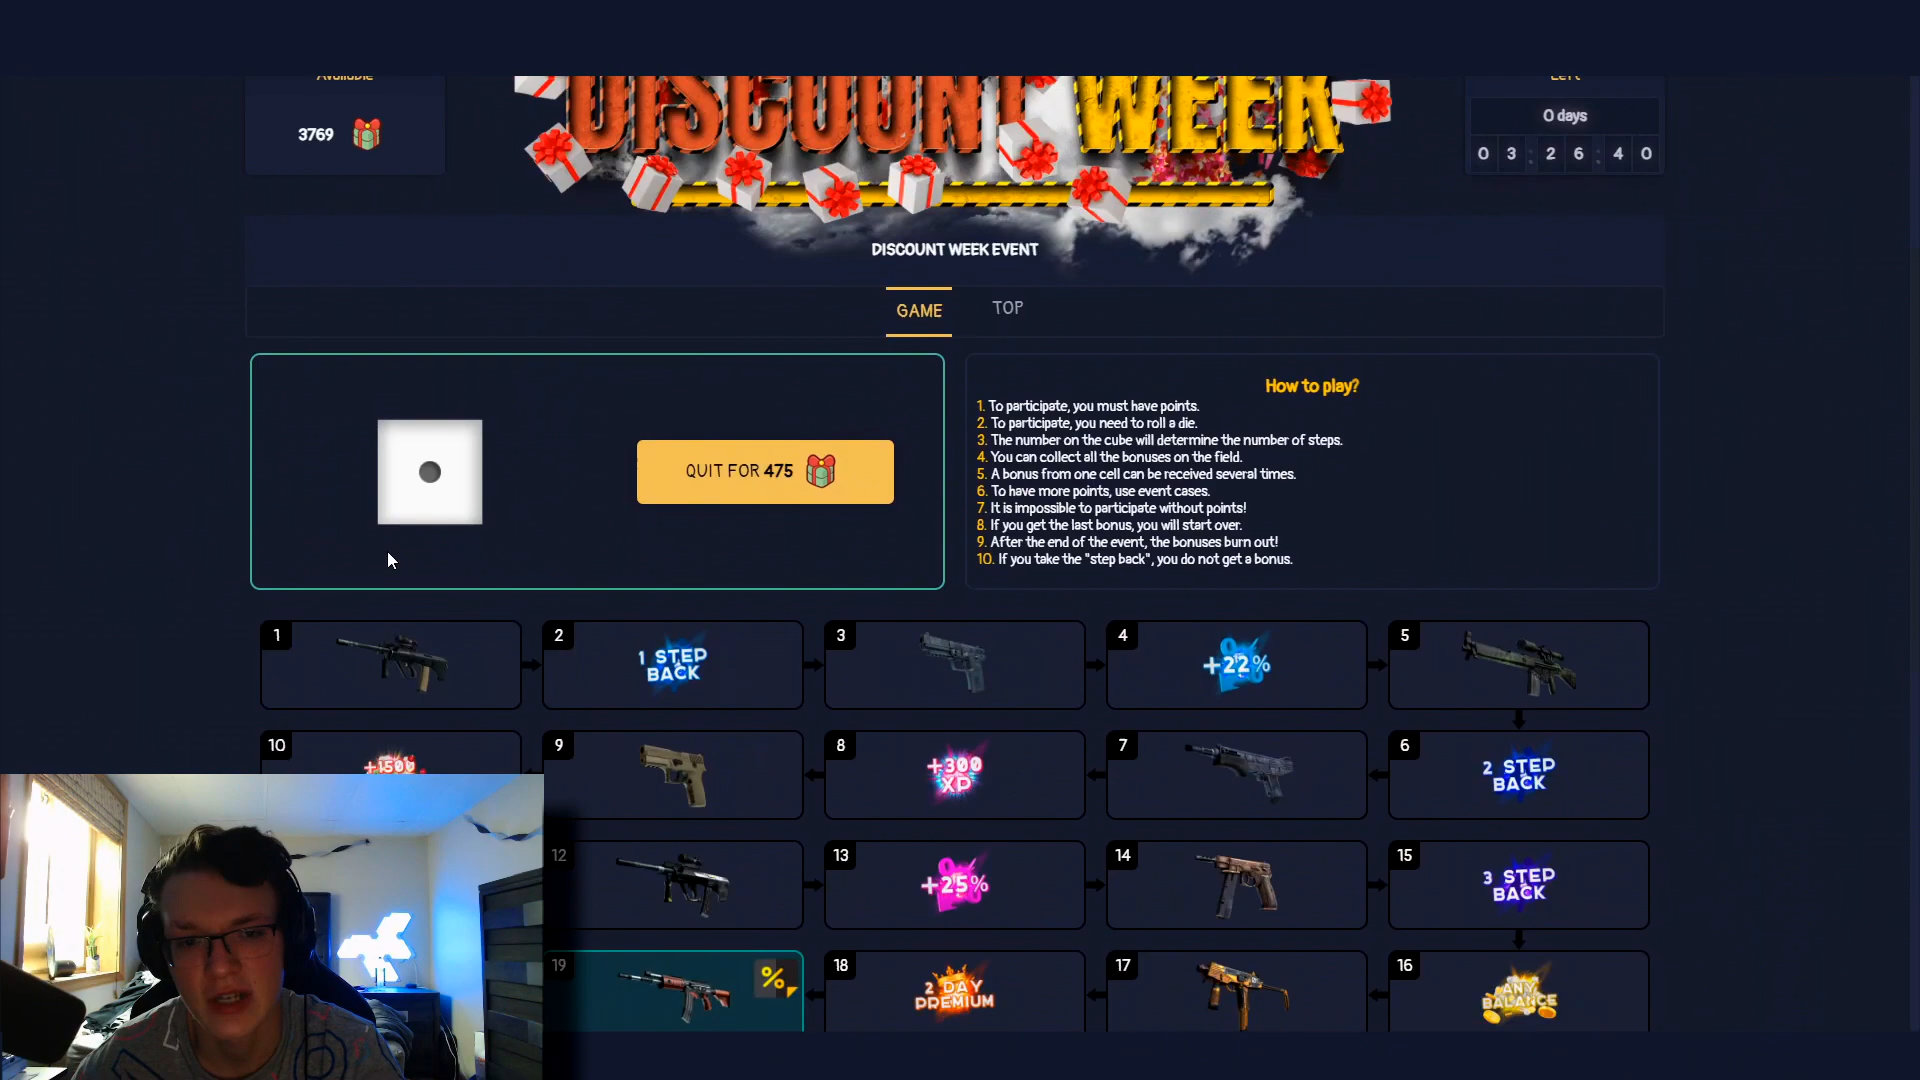 Available
3769
DISCOUNT WEEK
Left
0 days
03:26:40
DISCOUNT WEEK EVENT
GAME
TOP
QUIT FOR 475
How to play?
1. To participate, you must have points.
2. To participate, you need to roll a die.
3. The number on the cube will determine the number of steps.
4. You can collect all the bonuses on the field.
5. A bonus from one cell can be received several times.
6. To have more points, use event cases.
7. It is impossible to participate without points!
8. If you get the last bonus, you will start over.
9. After the end of the event, the bonuses burn out!
10. If you take the "step back", you do not get a bonus.
1
2
1 STEP
BACK
3
4
+22%
5
10
+1500
9
8
+300
XP
7
6
2 STEP
BACK
12
13
+25%
14
15
3 STEP
BACK
19
%
18
2 DAY
PREMIUM
17
16
ANY
BALANCE